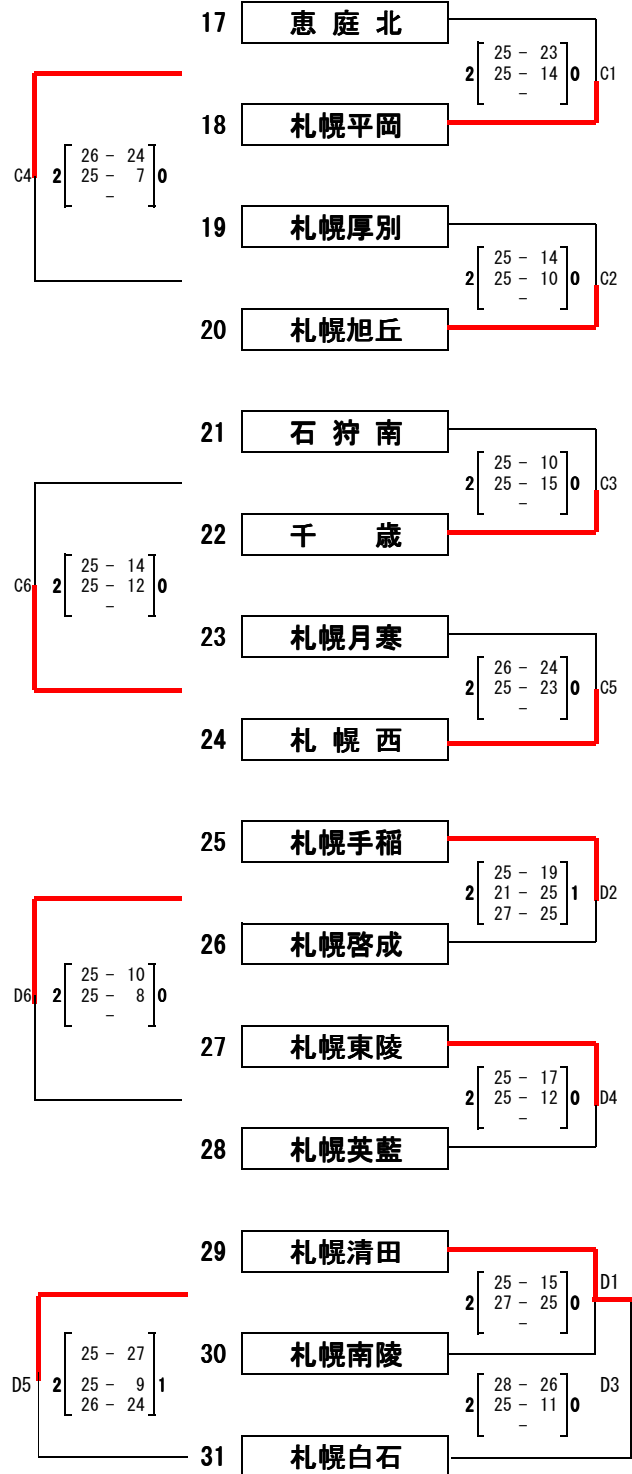 17 恵 庭 北
2 25 - 23 0 C1
25 - 14
-
18 札幌平岡
C4 2 26 - 24 0
25 - 7
-
19 札幌厚別
2 25 - 14 0 C2
25 - 10
-
20 札幌旭丘
21 石 狩 南
2 25 - 10 0 C3
25 - 15
-
22 千 歳
C6 2 25 - 14 0
25 - 12
-
23 札幌月寒
2 26 - 24 0 C5
25 - 23
-
24 札 幌 西
25 札幌手稲
25 - 19
2 21 - 25 1 D2
27 - 25
26 札幌啓成
D6 2 25 - 10 0
25 - 8
-
27 札幌東陵
2 25 - 17 0 D4
25 - 12
-
28 札幌英藍
29 札幌清田
2 25 - 15 0 D1
27 - 25
-
30 札幌南陵
25 - 27
D5 2 25 - 9 1
26 - 24
2 28 - 26 0 D3
25 - 11
-
31 札幌白石